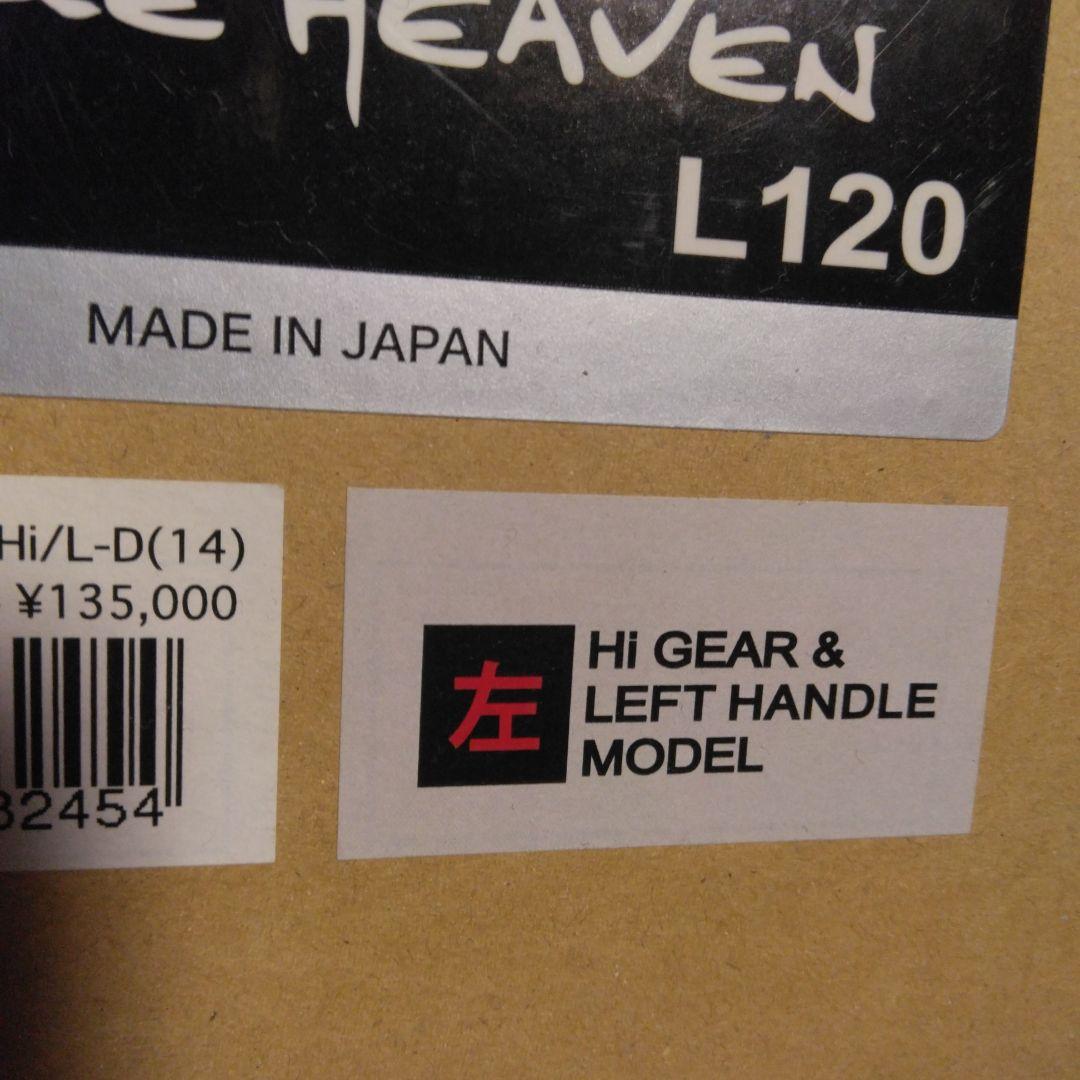 HEAVEN
L120
MADE IN JAPAN
Hi/L-D(14)
¥135,000
32454
左
Hi GEAR &
LEFT HANDLE
MODEL